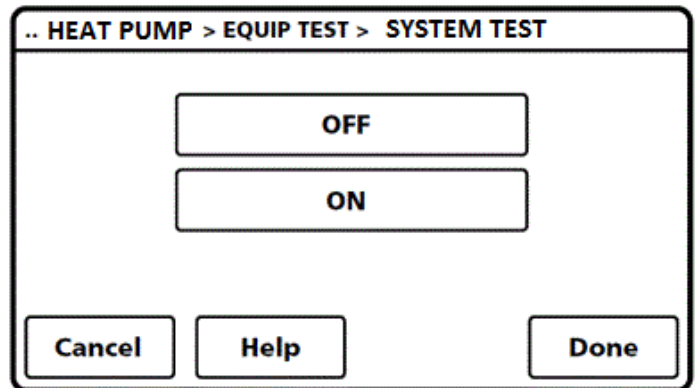 .. HEAT PUMP > EQUIP TEST > SYSTEM TEST
OFF
ON
Cancel Help Done